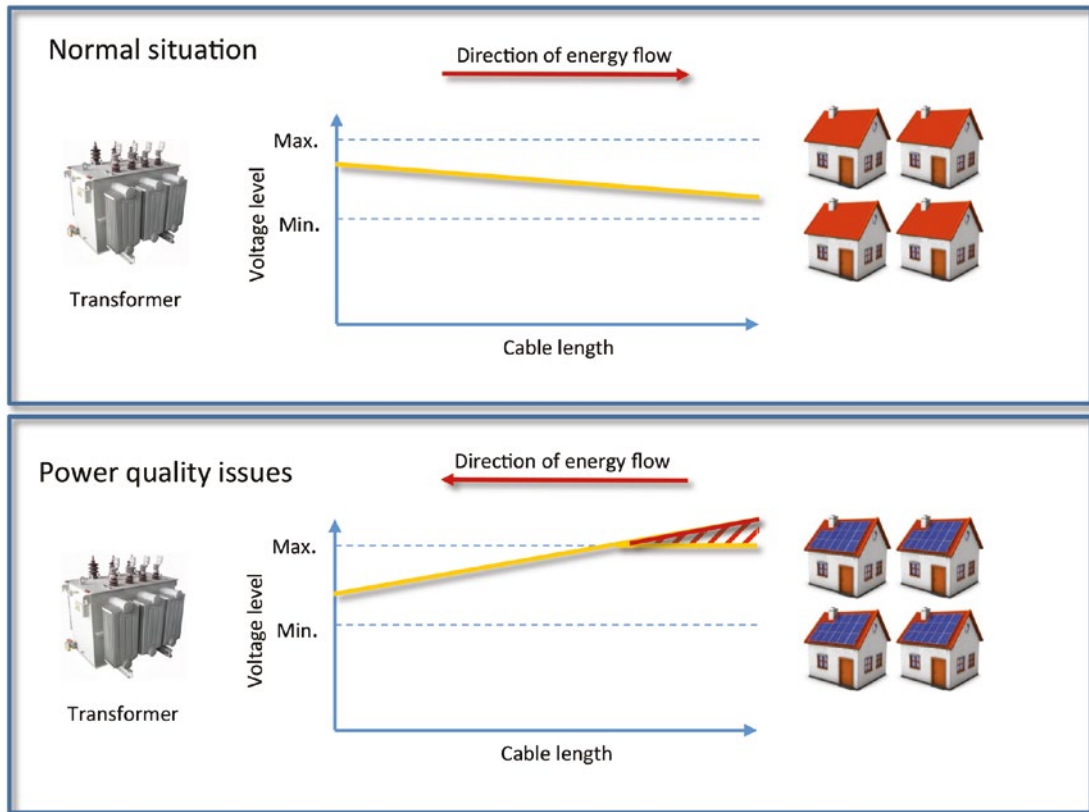 Normal situation
Direction of energy flow
Max.
Min.
Voltage level
Transformer
Cable length
Power quality issues
Direction of energy flow
Max.
Min.
Voltage level
Transformer
Cable length